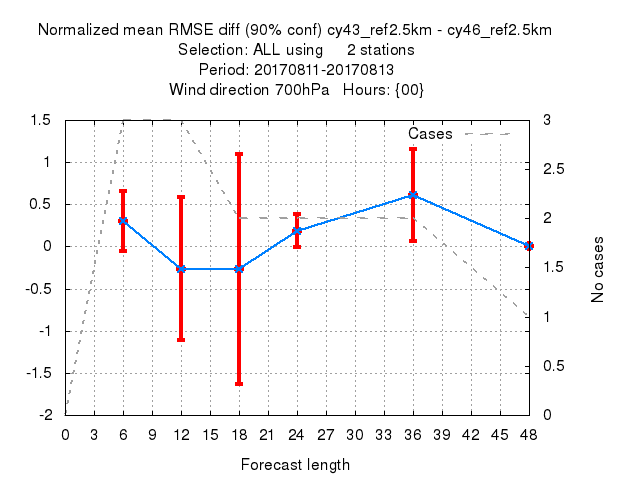 Normalized mean RMSE diff (90% conf) cy43_ref2.5km - cy46_ref2.5km
Selection: ALL using 2 stations
Period: 20170811-20170813
Wind direction 700hPa Hours: {00}
Cases
1.5
1
0.5
0
-0.5
-1
-1.5
-2
3
2.5
2
1.5
1
0.5
0
No cases
0 3 6 9 12 15 18 21 24 27 30 33 36 39 42 45 48
Forecast length